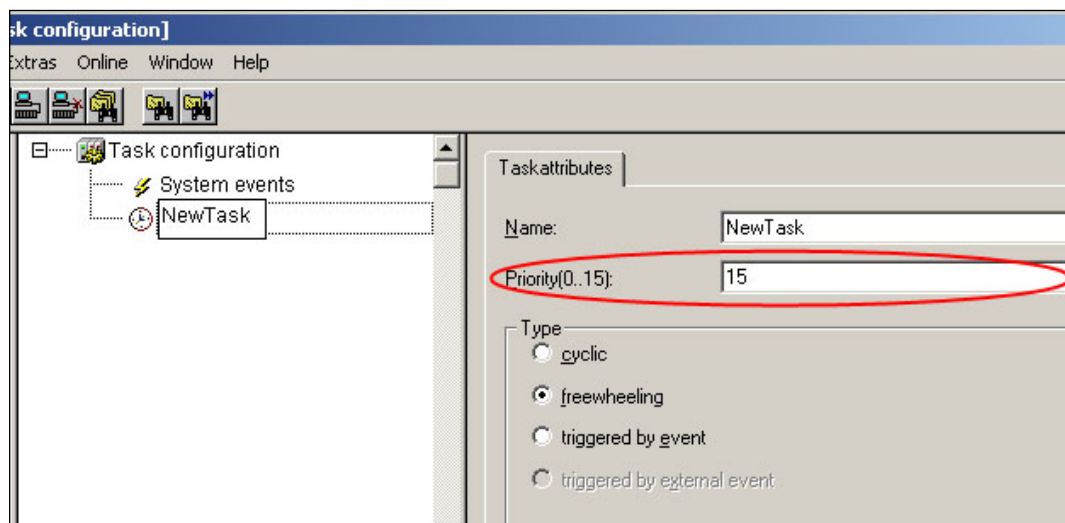 sk configuration]
Extras Online Window Help
Task configuration
System events
NewTask
Taskattributes
Name: NewTask
Priority(0..15): 15
Type
cyclic
freewheeling
triggered by event
triggered by external event